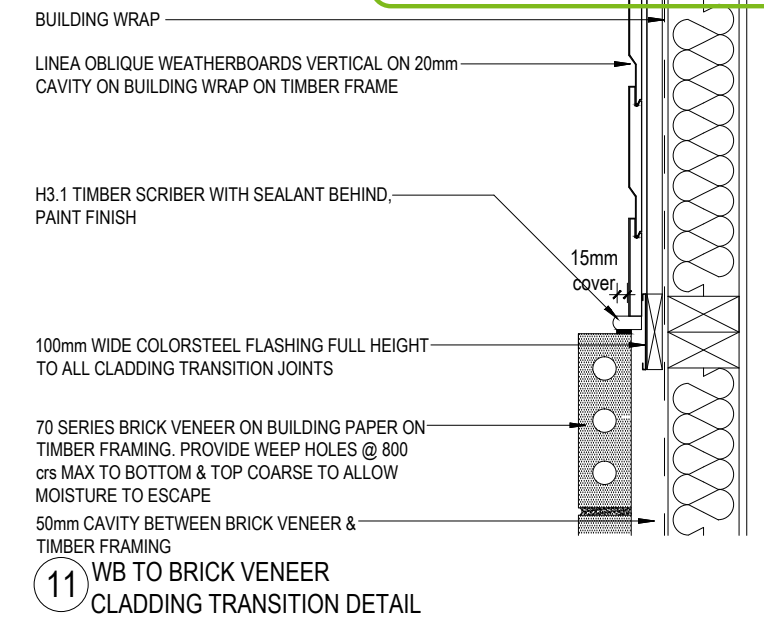 BUILDING WRAP
LINEA OBLIQUE WEATHERBOARDS VERTICAL ON 20mm
CAVITY ON BUILDING WRAP ON TIMBER FRAME
H3.1 TIMBER SCRIBER WITH SEALANT BEHIND,
PAINT FINISH
15mm
cover
100mm WIDE COLORSTEEL FLASHING FULL HEIGHT
TO ALL CLADDING TRANSITION JOINTS
70 SERIES BRICK VENEER ON BUILDING PAPER ON
TIMBER FRAMING. PROVIDE WEEP HOLES @ 800
crs MAX TO BOTTOM & TOP COARSE TO ALLOW
MOISTURE TO ESCAPE
50mm CAVITY BETWEEN BRICK VENEER &
TIMBER FRAMING
11 WB TO BRICK VENEER
CLADDING TRANSITION DETAIL